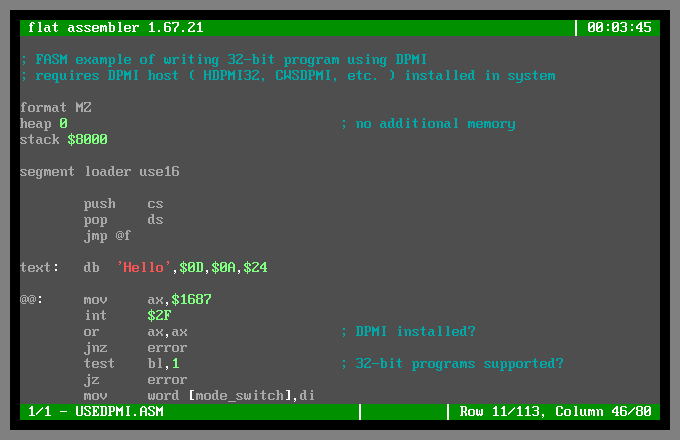 flat assembler 1.67.21 00:03:45
; FASM example of writing 32-bit program using DPMI
; requires DPMI host ( HDPMI32, CWSDPMI, etc. ) installed in system
format MZ
heap 0 ; no additional memory
stack $8000
segment loader use16
push cs
pop ds
jmp @f
text: db 'Hello',$0D,$0A,$24
@@: mov ax,$1687
int $2F
or ax,ax ; DPMI installed?
jnz error
test bl,1 ; 32-bit programs supported?
jz error
mov word [mode_switch],di
1/1 - USEDPMI.ASM Row 11/113, Column 46/80